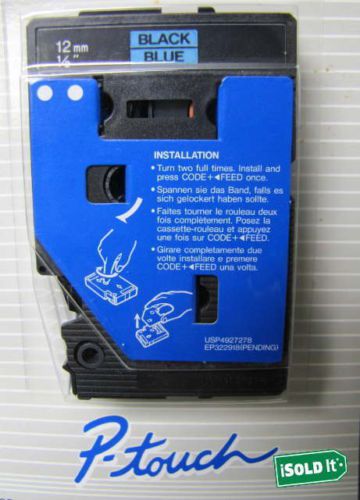 12 mm
½"
BLACK
BLUE
INSTALLATION
• Turn two full times. Install and
press CODE+◄FEED once.
• Spannen sie das Band, falls es
sich gelockert haben sollte.
• Faites tourner le rouleau deux
fois complètement. Posez la
cassette-rouleau et appuyez
une fois sur CODE+◄FEED.
• Girare completamento due
volte installare e premere
CODE+◄FEED una volta.
USP4927278
EP322918(PENDING)
P-touch
iSOLD It